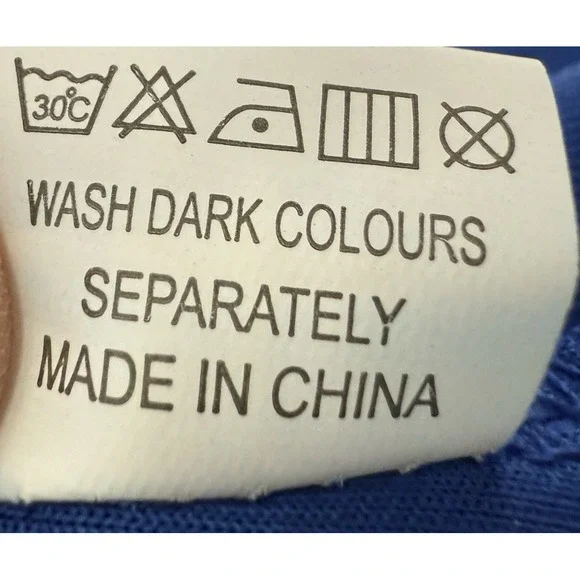 30°C
WASH DARK COLOURS
SEPARATELY
MADE IN CHINA